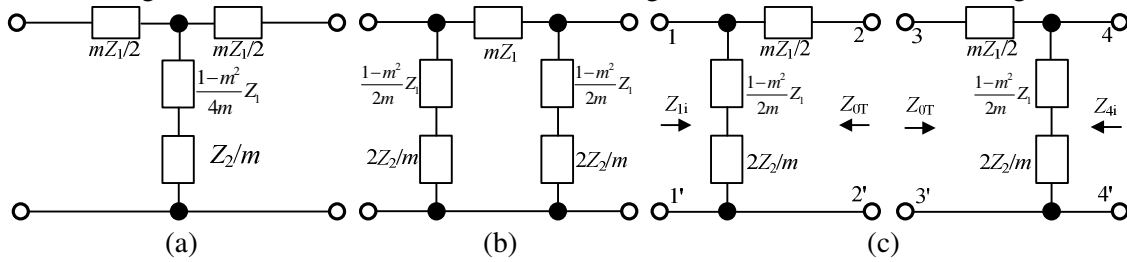 mZ₁/2
mZ₁/2
1−m²/4m Z₁
Z₂/m
(a)
mZ₁
1−m²/2m Z₁
1−m²/2m Z₁
2Z₂/m
2Z₂/m
(b)
1
2
mZ₁/2
1−m²/2m Z₁
Z₁ᵢ
Z₀T
2Z₂/m
1'
2'
3
4
mZ₁/2
1−m²/2m Z₁
Z₀T
Z₄ᵢ
2Z₂/m
3'
4'
(c)